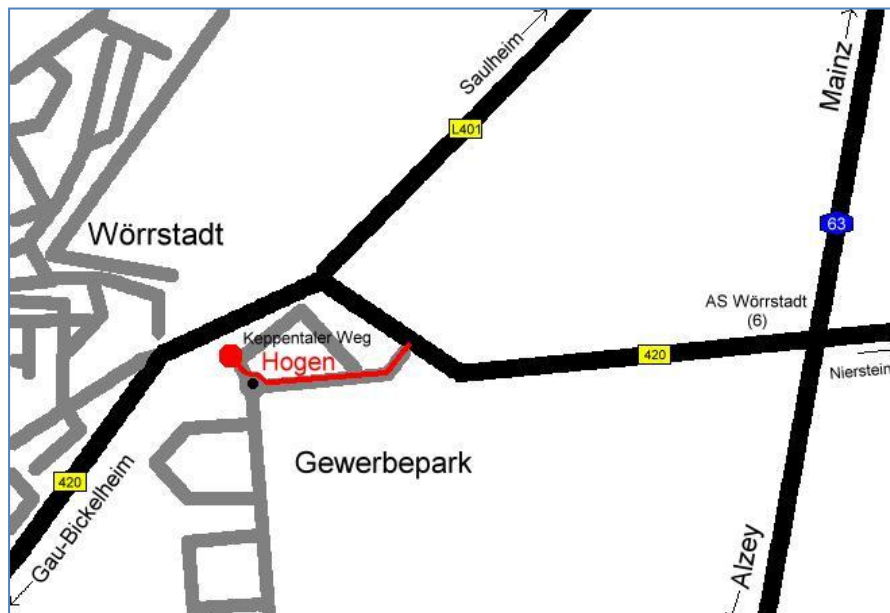 Saulheim
Mainz
L401
63
Wörrstadt
AS Wörrstadt
(6)
Keppentaler Weg
Hogen
420
Nierstein
Gewerbepark
420
Gau-Bickelheim
Alzey